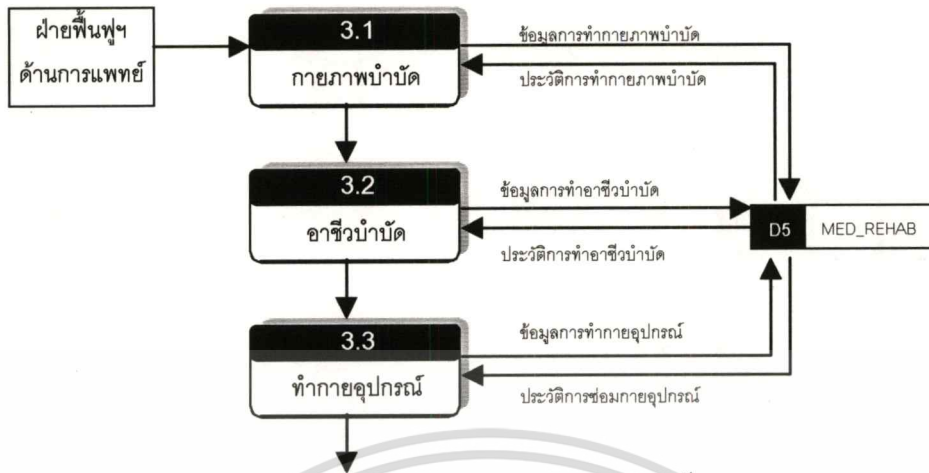 ฝ่ายฟื้นฟูฯ
ด้านการแพทย์
3.1
กายภาพบำบัด
ข้อมูลการทำกายภาพบำบัด
ประวัติการทำกายภาพบำบัด
3.2
อาชีวบำบัด
ข้อมูลการทำอาชีวบำบัด
ประวัติการทำอาชีวบำบัด
D5 MED_REHAB
3.3
ทำกายอุปกรณ์
ข้อมูลการทำกายอุปกรณ์
ประวัติการซ่อมกายอุปกรณ์